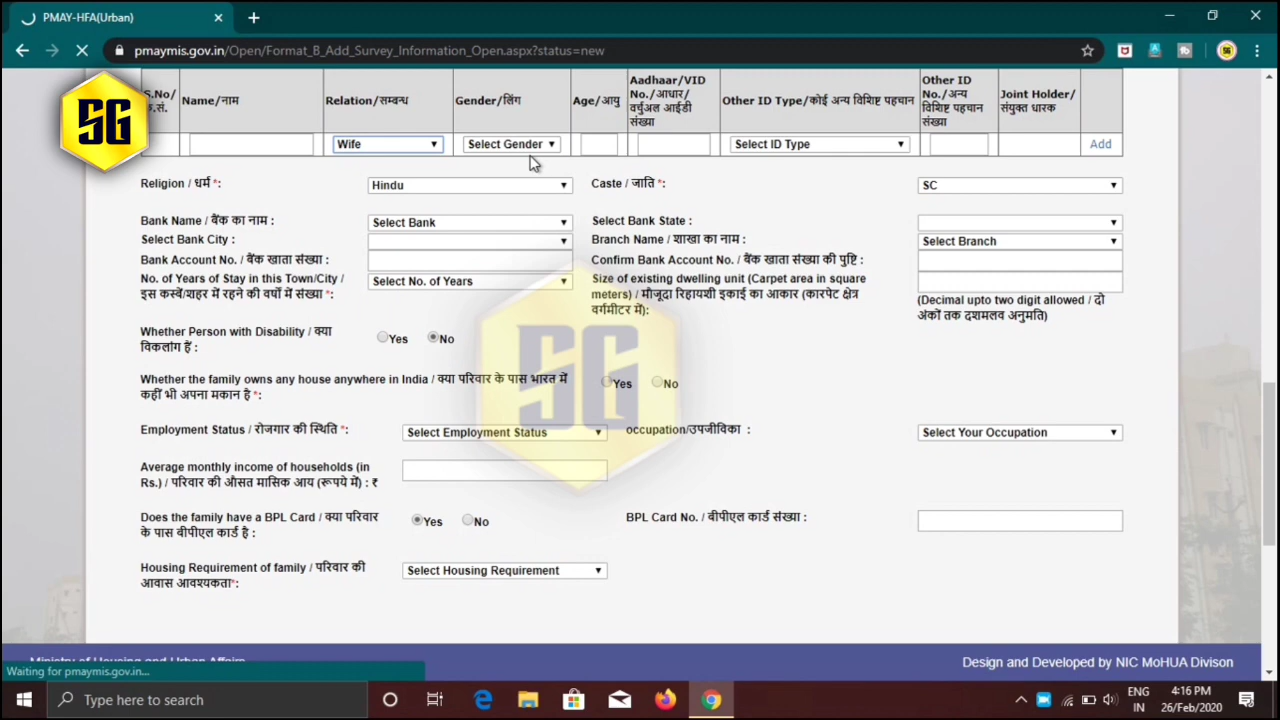 PMAY-HFA(Urban)
pmaymis.gov.in/Open/Format_B_Add_Survey_Information_Open.aspx?status=new
SG
S.No/
क्र.सं.
Name/नाम
Relation/सम्बन्ध
Gender/लिंग
Age/आयु
Aadhaar/VID
No./आधार/
वर्चुअल आईडी
संख्या
Other ID Type/कोई अन्य विशिष्ट पहचान
Other ID
No./अन्य
विशिष्ट पहचान
संख्या
Joint Holder/
संयुक्त धारक
Wife
Select Gender
Select ID Type
Add
Religion / धर्म *:
Hindu
Caste / जाति *:
SC
Bank Name / बैंक का नाम :
Select Bank
Select Bank State :
Select Bank City :
Branch Name / शाखा का नाम :
Select Branch
Bank Account No. / बैंक खाता संख्या :
Confirm Bank Account No. / बैंक खाता संख्या की पुष्टि :
No. of Years of Stay in this Town/City /
इस कस्बें/शहर में रहने की वर्षो में संख्या *:
Select No. of Years
Size of existing dwelling unit (Carpet area in square
meters) / मौजूदा रिहायशी इकाई का आकार (कारपेट क्षेत्र
वर्गमीटर में):
(Decimal upto two digit allowed / दो
अंकों तक दशमलव अनुमति)
Whether Person with Disability / क्या
विकलांग हैं :
Yes
No
Whether the family owns any house anywhere in India / क्या परिवार के पास भारत में
कहीं भी अपना मकान है *:
Yes
No
SG
Employment Status / रोजगार की स्थिति *:
Select Employment Status
occupation/उपजीविका :
Select Your Occupation
Average monthly income of households (in
Rs.) / परिवार की औसत मासिक आय (रूपये में) : ₹
Does the family have a BPL Card / क्या परिवार
के पास बीपीएल कार्ड है :
Yes
No
BPL Card No. / बीपीएल कार्ड संख्या :
Housing Requirement of family / परिवार की
आवास आवश्यकता*:
Select Housing Requirement
Ministry of Housing and Urban Affairs
Design and Developed by NIC MoHUA Divison
Waiting for pmaymis.gov.in...
Type here to search
ENG
IN
4:16 PM
26/Feb/2020